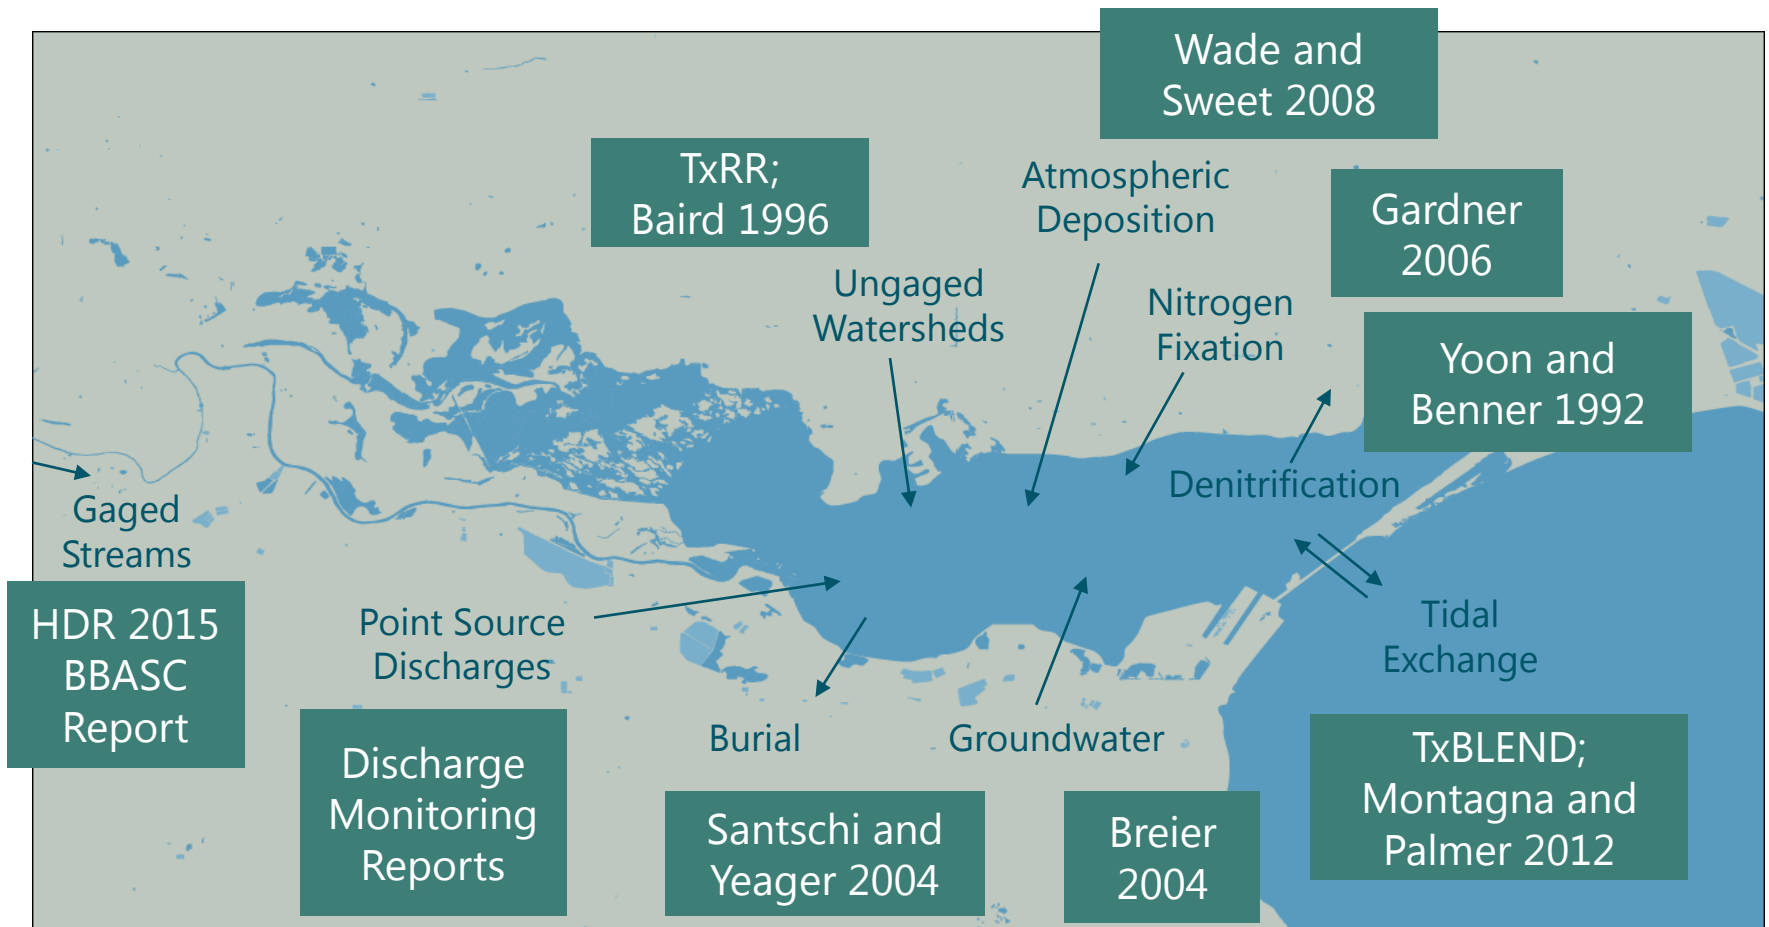 Wade and
Sweet 2008
TxRR;
Baird 1996
Atmospheric
Deposition
Gardner
2006
Ungaged
Watersheds
Nitrogen
Fixation
Yoon and
Benner 1992
Denitrification
Gaged
Streams
HDR 2015
BBASC
Report
Point Source
Discharges
Tidal
Exchange
Discharge
Monitoring
Reports
Burial
Groundwater
Santschi and
Yeager 2004
Breier
2004
TxBLEND;
Montagna and
Palmer 2012